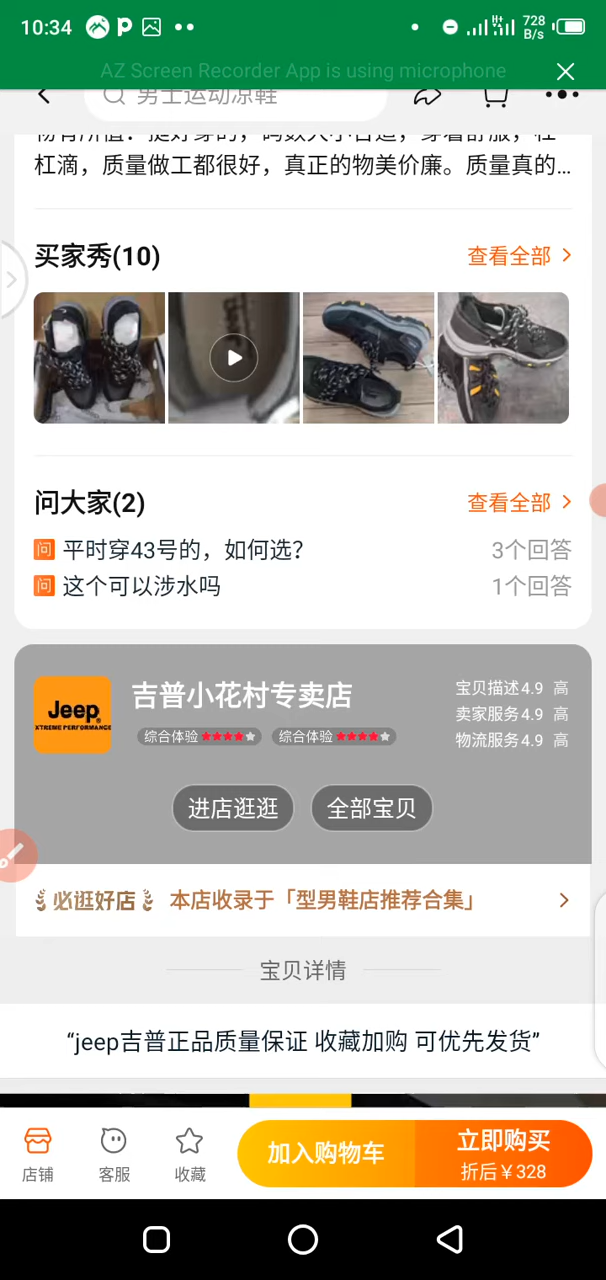 10:34
728
B/s
AZ Screen Recorder App is using microphone
男士运动凉鞋
杠滴，质量做工都很好，真正的物美价廉。质量真的...
买家秀(10)
查看全部
问大家(2)
查看全部
问 平时穿43号的，如何选？
3个回答
问 这个可以涉水吗
1个回答
Jeep
XTREME PERFORMANCE
吉普小花村专卖店
综合体验
综合体验
宝贝描述4.9 高
卖家服务4.9 高
物流服务4.9 高
进店逛逛
全部宝贝
必逛好店
本店收录于「型男鞋店推荐合集」
宝贝详情
“jeep吉普正品质量保证 收藏加购 可优先发货”
店铺
客服
收藏
加入购物车
立即购买
折后￥328